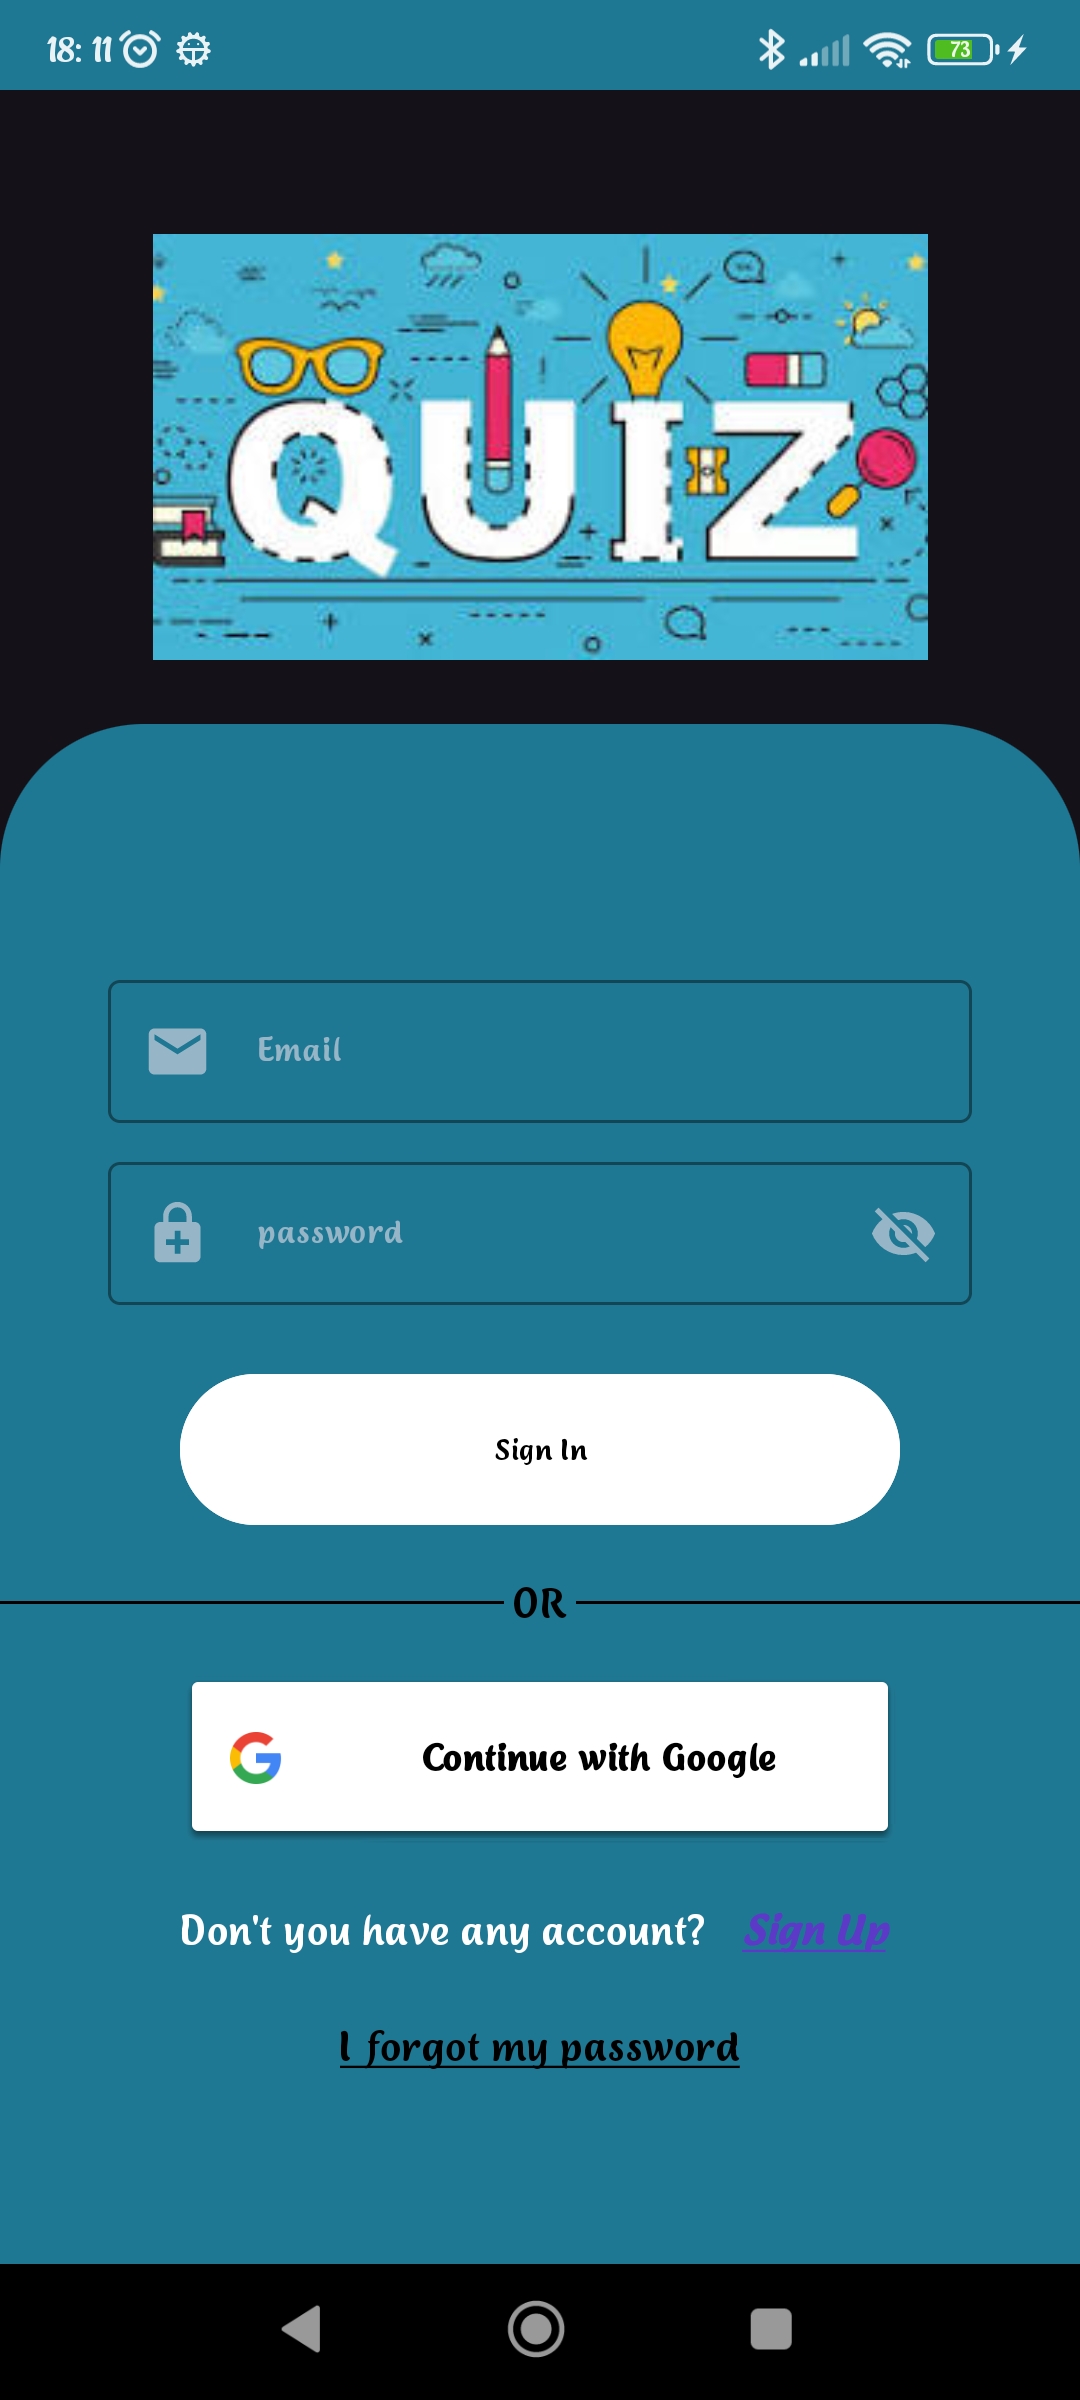 18: 11
73
QUIZ
Email
password
Sign In
OR
Continue with Google
Don't you have any account? Sign Up
I forgot my password